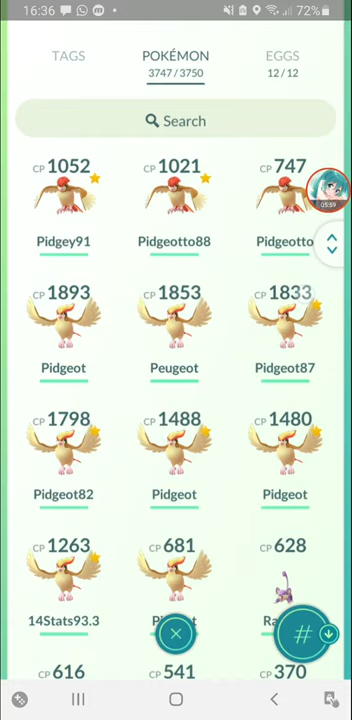 16:36
72%
TAGS
POKÉMON
EGGS
3747 / 3750
12 / 12
Search
CP 1052
CP 1021
CP 747
05:59
Pidgey91
Pidgeotto88
Pidgeotto
CP 1893
CP 1853
CP 1833
Pidgeot
Peugeot
Pidgeot87
CP 1798
CP 1488
CP 1480
Pidgeot82
Pidgeot
Pidgeot
CP 1263
CP 681
CP 628
14Stats93.3
#
CP 616
CP 541
CP 370